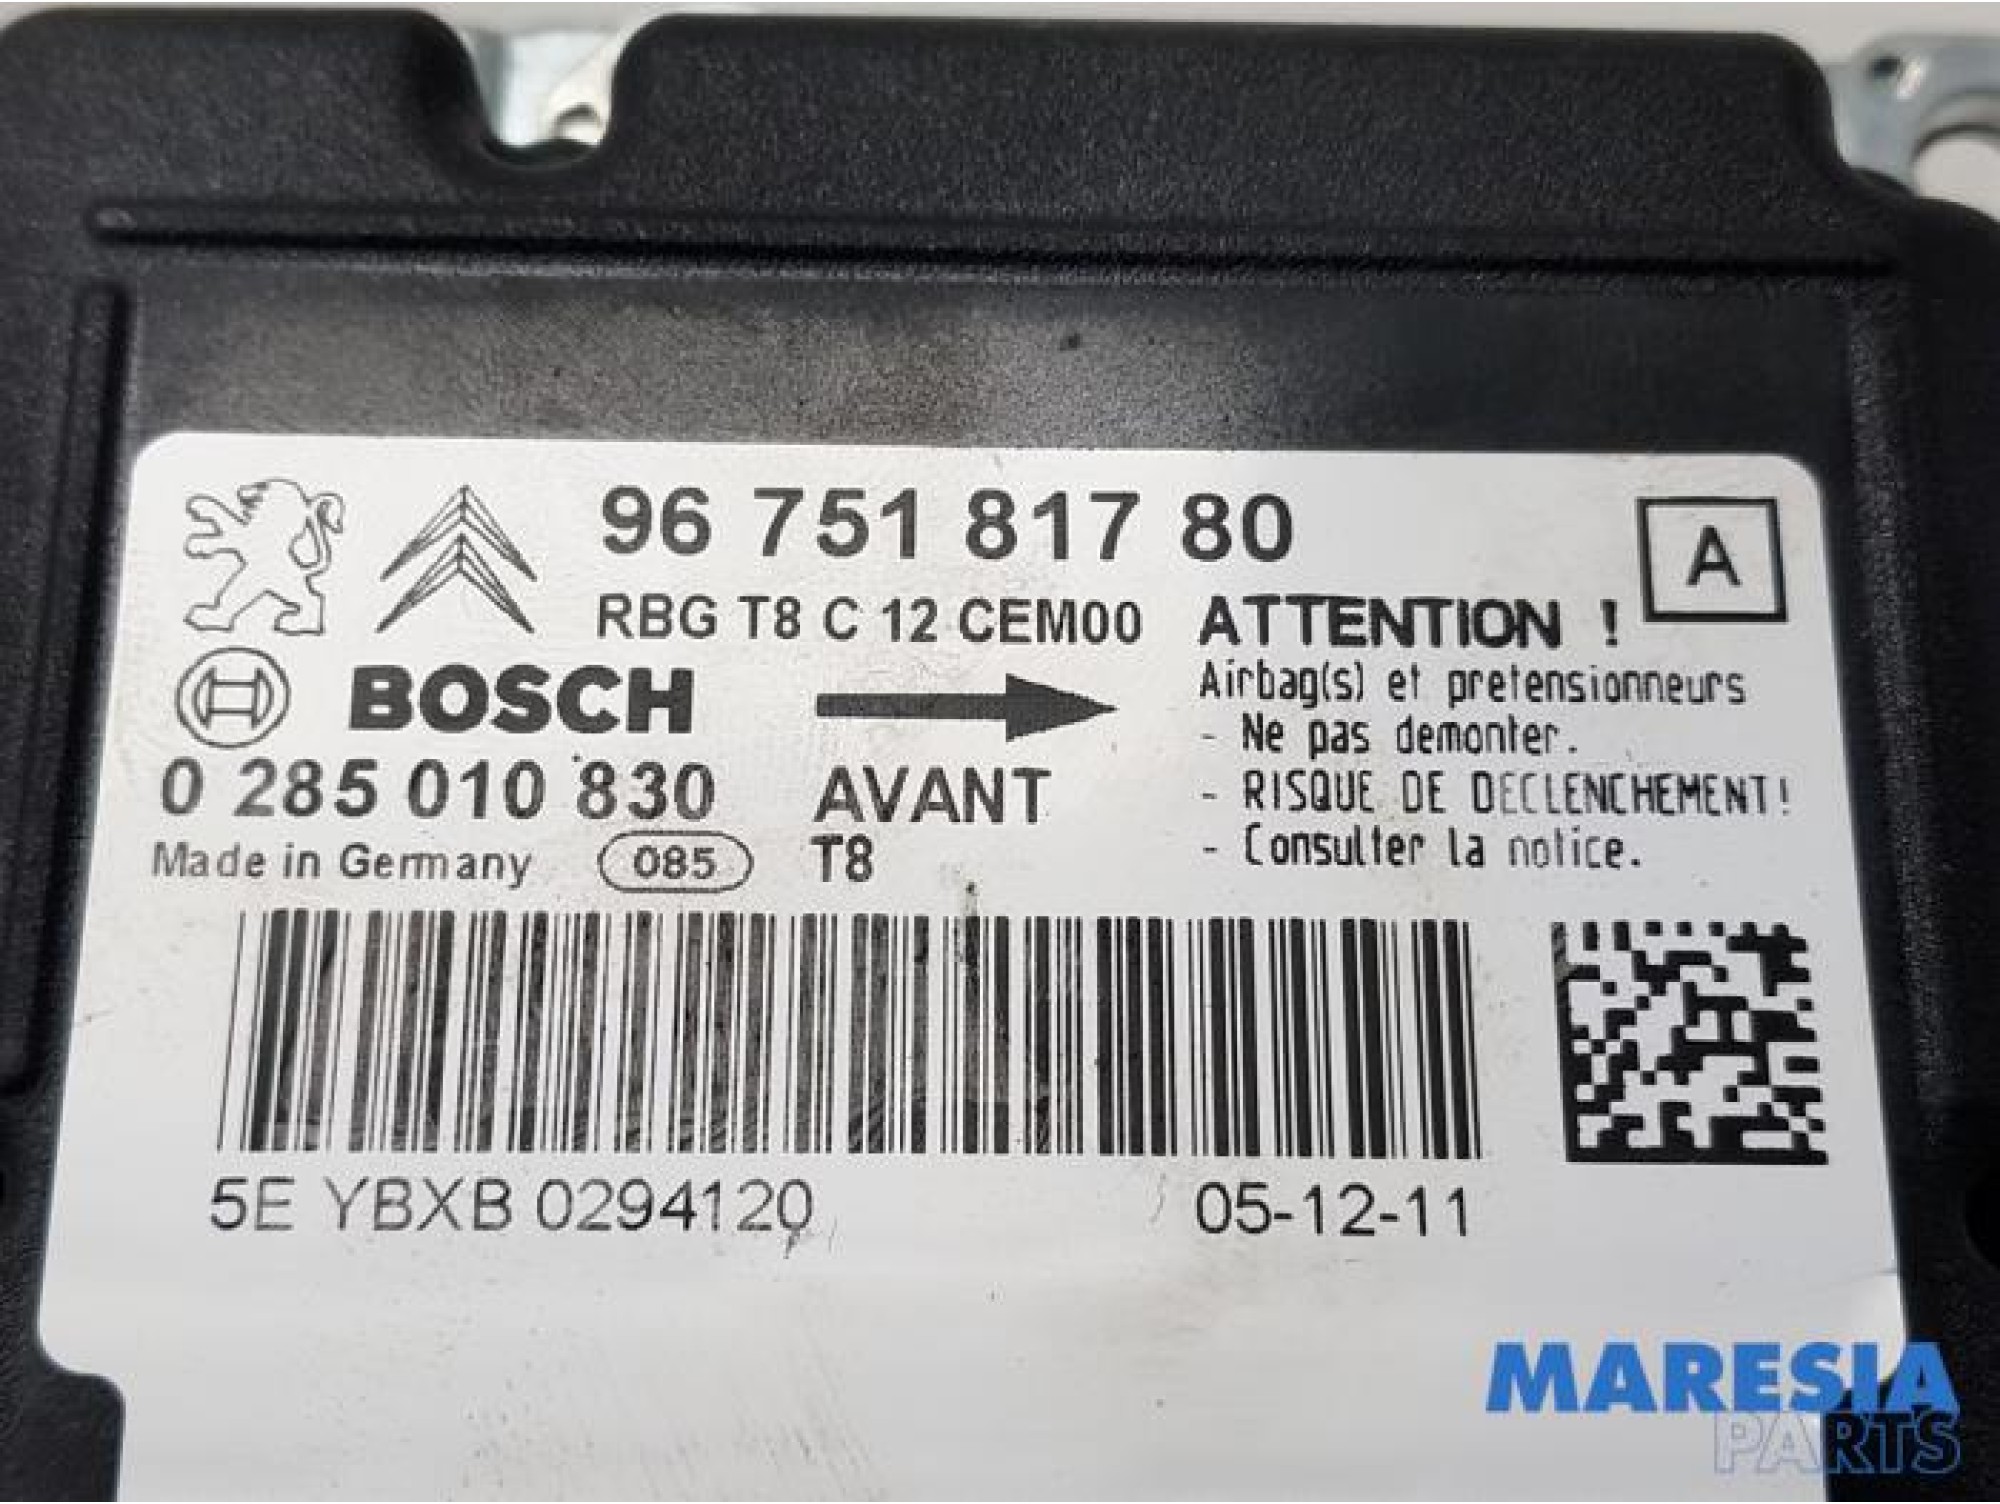 96 751 817 80
A
RBG T8 C 12 CEM00
ATTENTION !
BOSCH
Airbag(s) et pretensionneurs
- Ne pas demonter.
0 285 010 830
AVANT
- RISQUE DE DECLENCHEMENT!
Made in Germany
085
T8
- Consulter la notice.
5E YBXB 0294120
05-12-11
MARESIA
PARTS